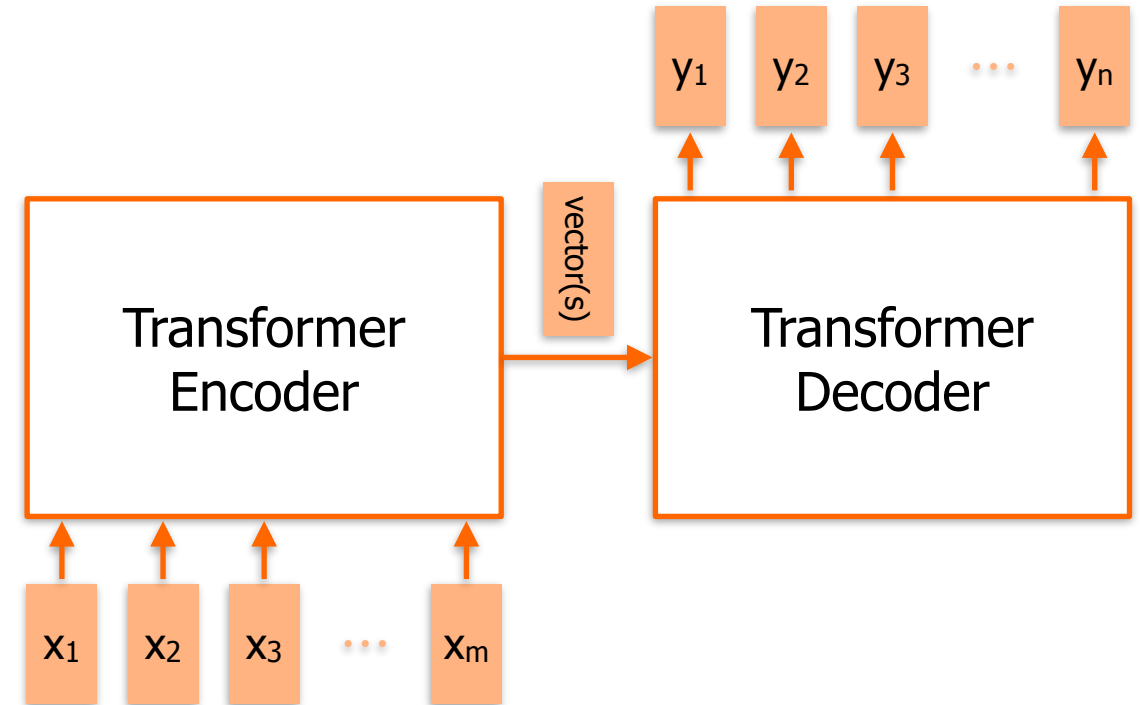 y₁ y₂ y₃ ... yₙ
vector(s)
Transformer
Encoder
Transformer
Decoder
x₁ x₂ x₃ ... xₘ